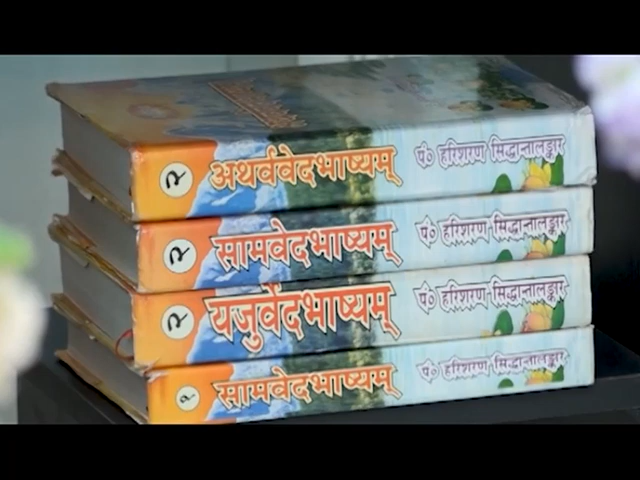 २ अथर्ववेदभाष्यम् पं० हरिशरण सिद्धान्तालङ्कार
२ सामवेदभाष्यम् पं० हरिशरण सिद्धान्तालङ्कार
२ यजुर्वेदभाष्यम् पं० हरिशरण सिद्धान्तालङ्कार
१ सामवेदभाष्यम् पं० हरिशरण सिद्धान्तालङ्कार